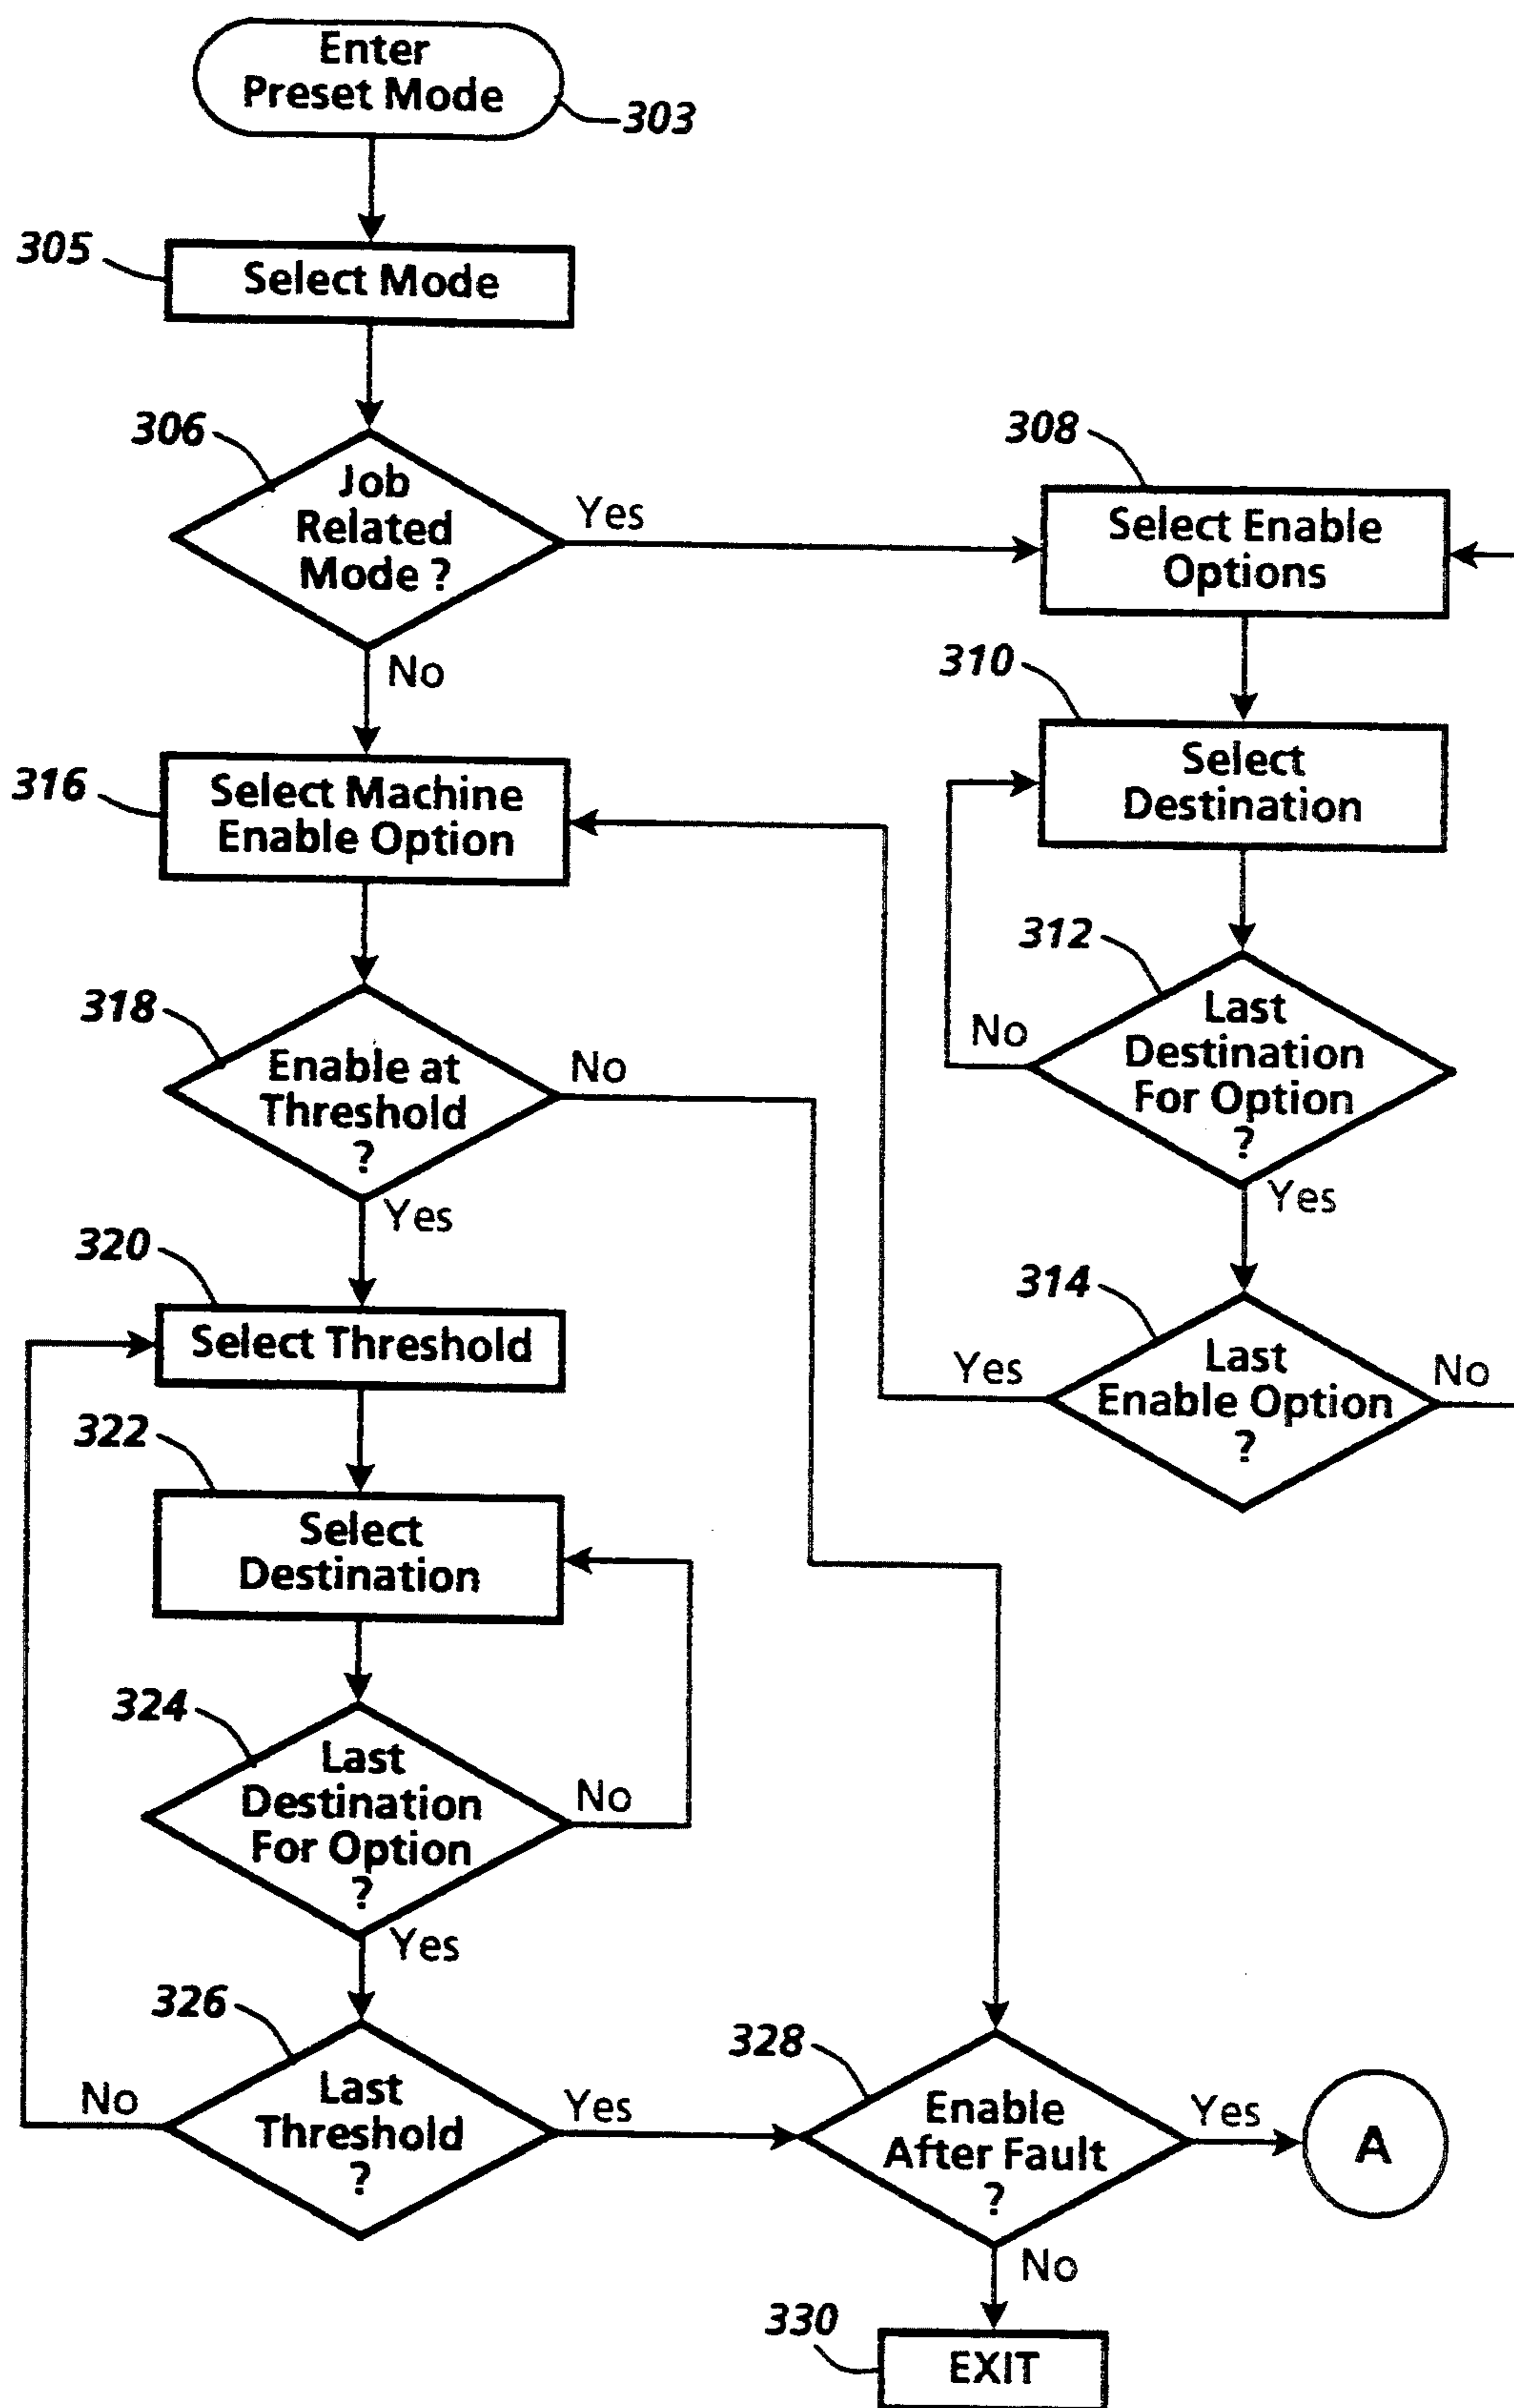 Enter
Preset Mode
303
305
Select Mode
306
Job
Related
Mode ?
Yes
No
308
Select Enable
Options
310
Select
Destination
316
Select Machine
Enable Option
312
Last
Destination
For Option
?
No
Yes
318
Enable at
Threshold
?
No
Yes
314
Last
Enable Option
?
Yes
No
320
Select Threshold
322
Select
Destination
324
Last
Destination
For Option
?
No
Yes
326
Last
Threshold
?
No
Yes
328
Enable
After Fault
?
Yes
A
No
330
EXIT